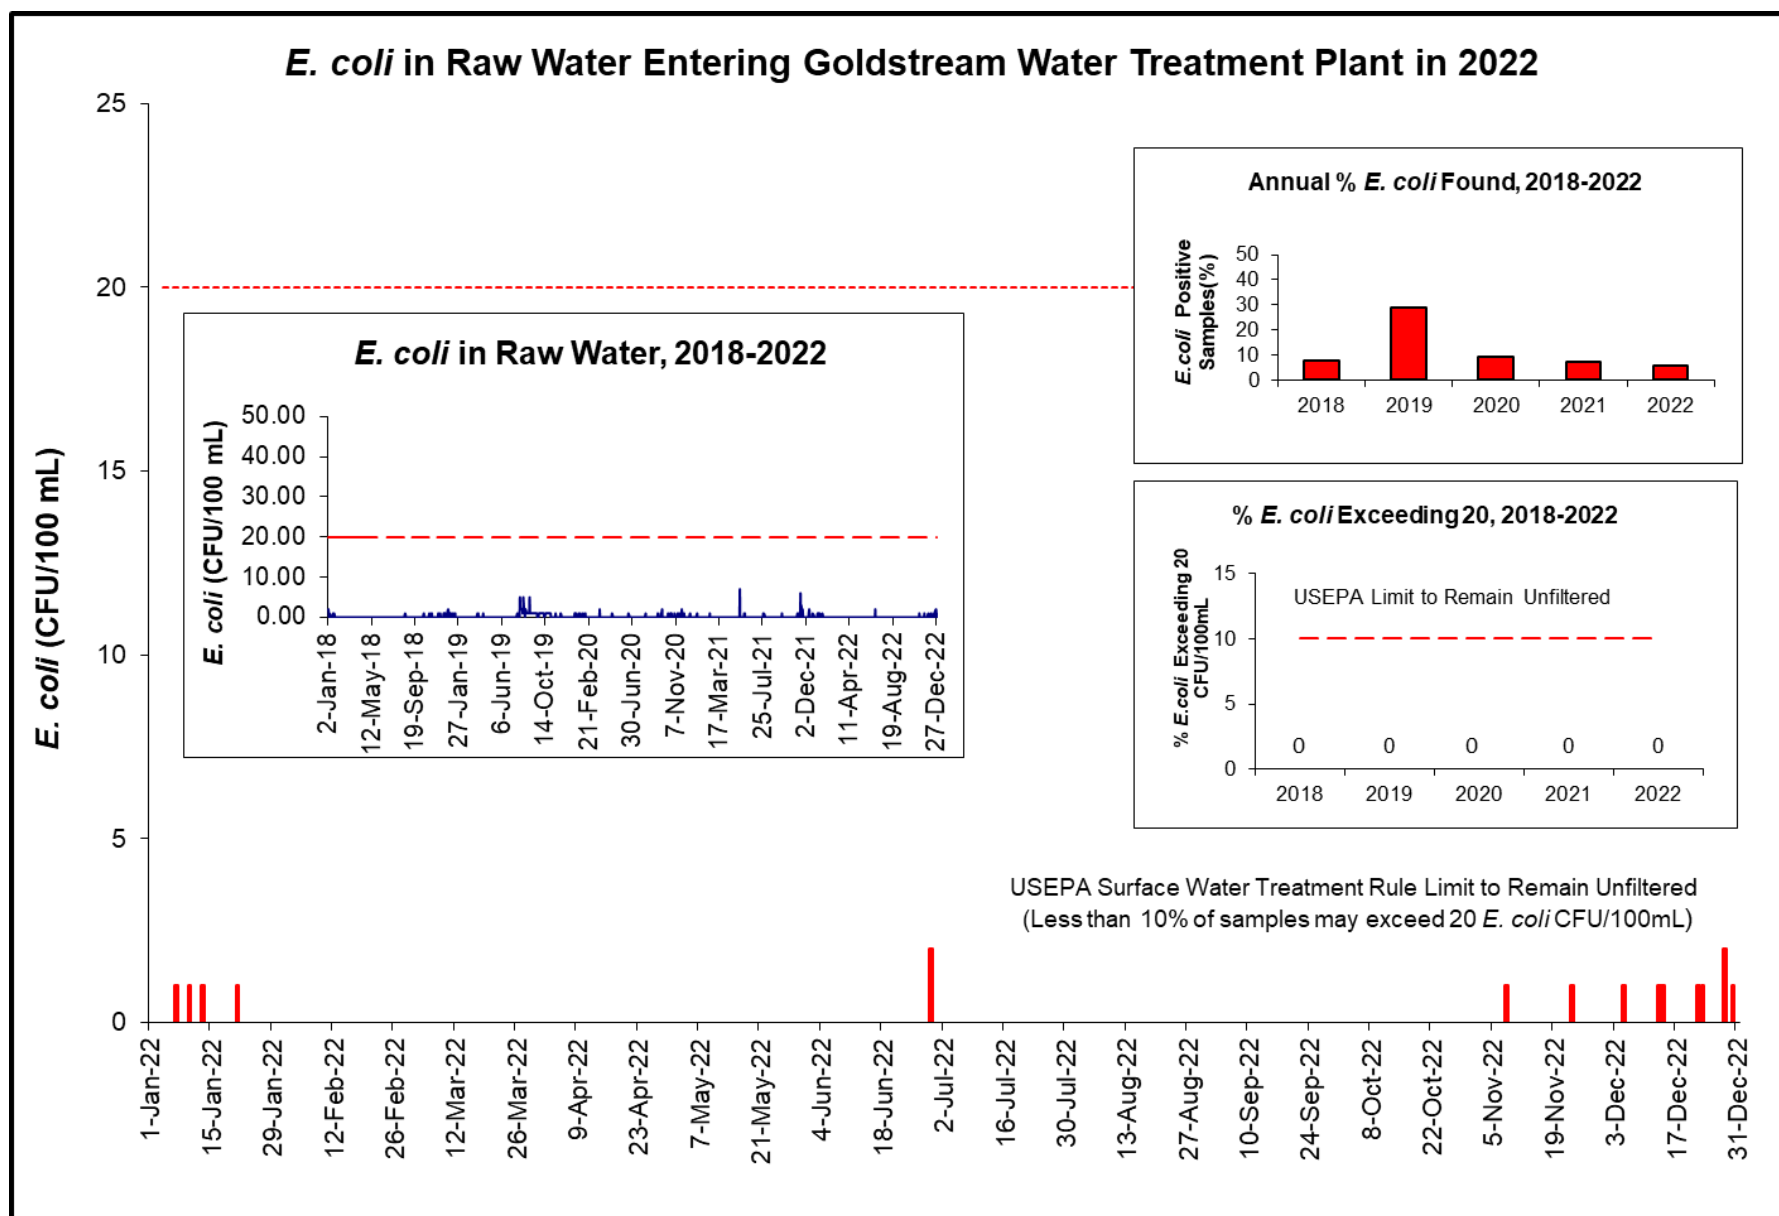 E. coli in Raw Water Entering Goldstream Water Treatment Plant in 2022
E. coli (CFU/100 mL)
25
20
15
10
5
0
E. coli in Raw Water, 2018-2022
E. coli (CFU/100 mL)
50.00
40.00
30.00
20.00
10.00
0.00
2-Jan-18
12-May-18
19-Sep-18
27-Jan-19
6-Jun-19
14-Oct-19
21-Feb-20
30-Jun-20
7-Nov-20
17-Mar-21
25-Jul-21
2-Dec-21
11-Apr-22
19-Aug-22
27-Dec-22
Annual % E. coli Found, 2018-2022
E.coli Positive
Samples(%)
50
40
30
20
10
0
2018
2019
2020
2021
2022
% E. coli Exceeding 20, 2018-2022
% E.coli Exceeding 20
CFU/100mL
15
10
5
0
USEPA Limit to Remain Unfiltered
0
0
0
0
0
2018
2019
2020
2021
2022
USEPA Surface Water Treatment Rule Limit to Remain Unfiltered
(Less than 10% of samples may exceed 20 E. coli CFU/100mL)
1-Jan-22
15-Jan-22
29-Jan-22
12-Feb-22
26-Feb-22
12-Mar-22
26-Mar-22
9-Apr-22
23-Apr-22
7-May-22
21-May-22
4-Jun-22
18-Jun-22
2-Jul-22
16-Jul-22
30-Jul-22
13-Aug-22
27-Aug-22
10-Sep-22
24-Sep-22
8-Oct-22
22-Oct-22
5-Nov-22
19-Nov-22
3-Dec-22
17-Dec-22
31-Dec-22